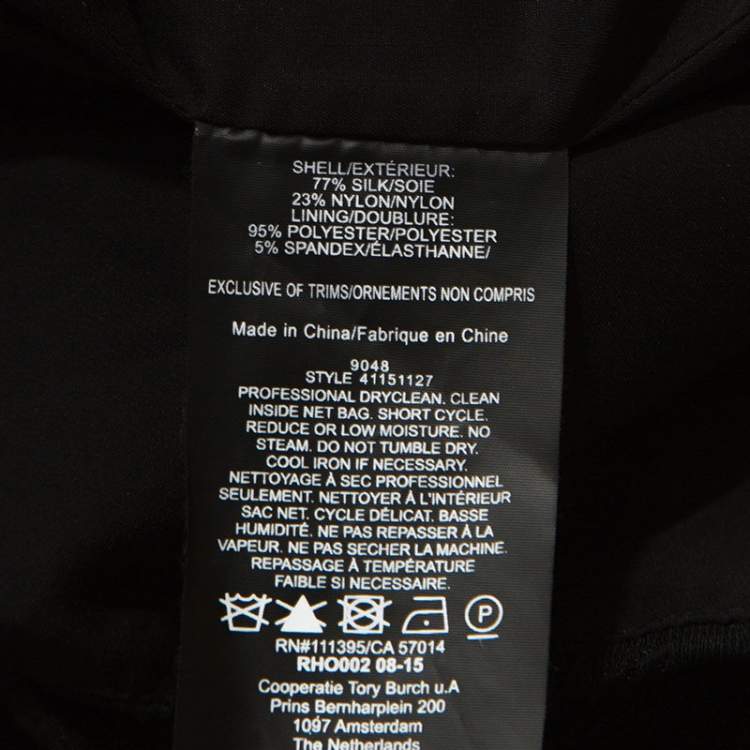 SHELL/EXTÉRIEUR:
77% SILK/SOIE
23% NYLON/NYLON
LINING/DOUBLURE:
95% POLYESTER/POLYESTER
5% SPANDEX/ÉLASTHANNE/
EXCLUSIVE OF TRIMS/ORNEMENTS NON COMPRIS
Made in China/Fabrique en Chine
9048
STYLE 41151127
PROFESSIONAL DRYCLEAN. CLEAN
INSIDE NET BAG. SHORT CYCLE.
REDUCE OR LOW MOISTURE. NO
STEAM. DO NOT TUMBLE DRY.
COOL IRON IF NECESSARY.
NETTOYAGE À SEC PROFESSIONNEL
SEULEMENT. NETTOYER À L'INTÉRIEUR
SAC NET. CYCLE DÉLICAT. BASSE
HUMIDITÉ. NE PAS REPASSER À LA
VAPEUR. NE PAS SECHER LA MACHINE.
REPASSAGE À TEMPÉRATURE
FAIBLE SI NECESSAIRE.
P
RN#111395/CA 57014
RHO002 08-15
Cooperatie Tory Burch u.A
Prins Bernharplein 200
1097 Amsterdam
The Netherlands